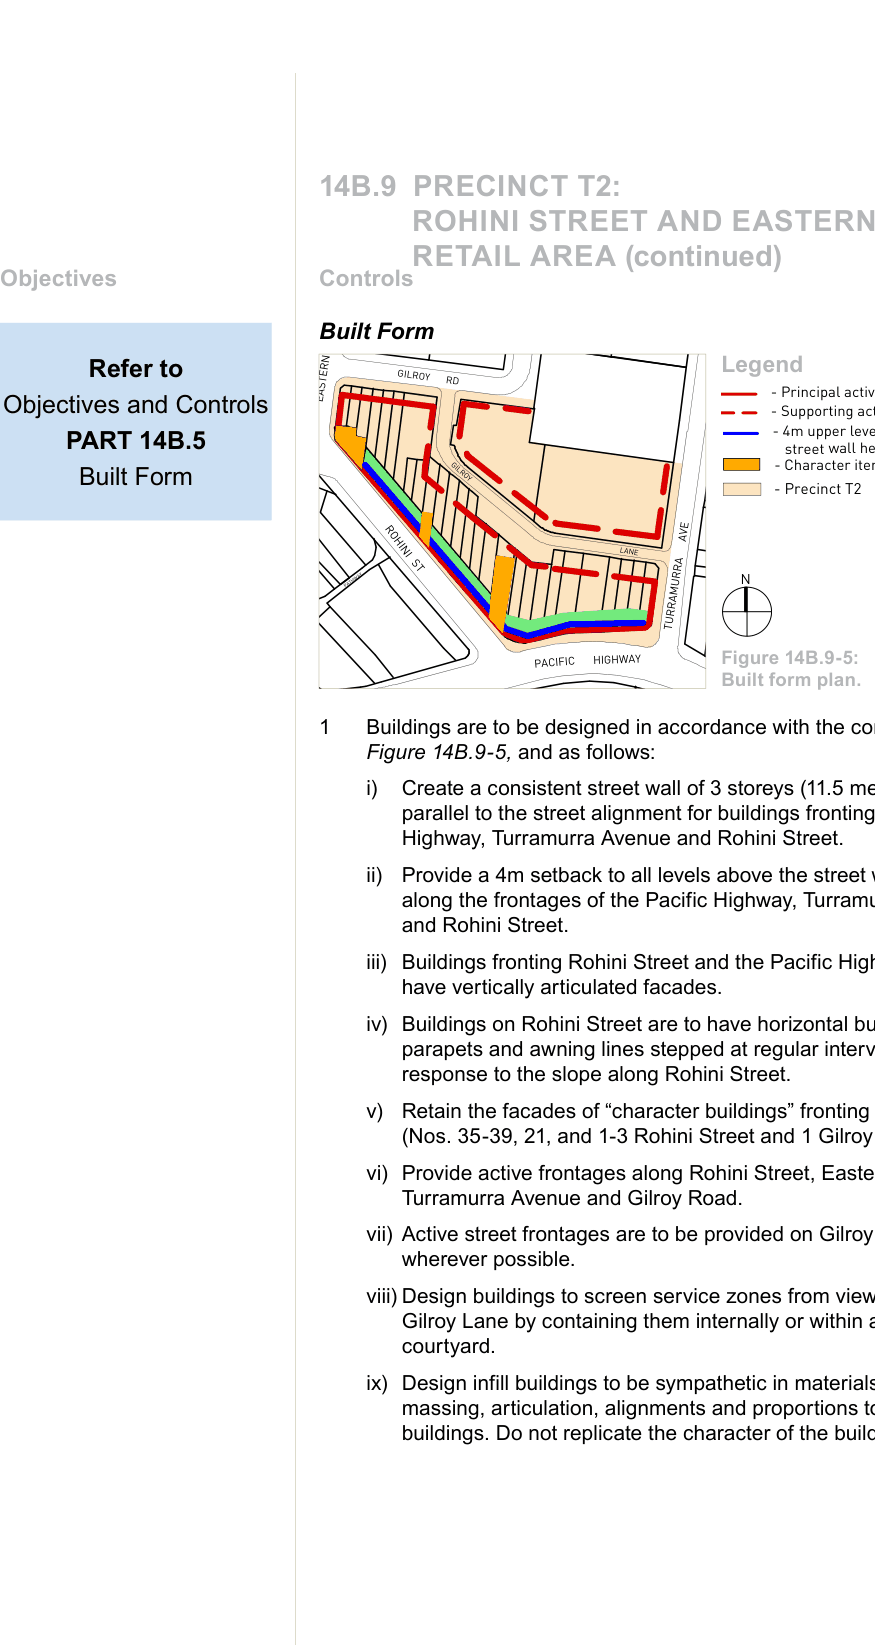 14B.9 PRECINCT T2:
ROHINI STREET AND EASTERN
RETAIL AREA (continued)
Objectives
Controls
Refer to
Objectives and Controls
PART 14B.5
Built Form
Built Form
EASTERN
GILROY RD
GILROY
LANE
ROHINI ST
TURRAMURRA AVE
PACIFIC HIGHWAY
Legend
- Principal activ
- Supporting act
- 4m upper leve
street wall he
- Character iter
- Precinct T2
N
Figure 14B.9-5:
Built form plan.
1 Buildings are to be designed in accordance with the cor
Figure 14B.9-5, and as follows:
i) Create a consistent street wall of 3 storeys (11.5 me
parallel to the street alignment for buildings fronting
Highway, Turramurra Avenue and Rohini Street.
ii) Provide a 4m setback to all levels above the street w
along the frontages of the Pacific Highway, Turramu
and Rohini Street.
iii) Buildings fronting Rohini Street and the Pacific High
have vertically articulated facades.
iv) Buildings on Rohini Street are to have horizontal bu
parapets and awning lines stepped at regular interv
response to the slope along Rohini Street.
v) Retain the facades of “character buildings” fronting
(Nos. 35-39, 21, and 1-3 Rohini Street and 1 Gilroy
vi) Provide active frontages along Rohini Street, Easte
Turramurra Avenue and Gilroy Road.
vii) Active street frontages are to be provided on Gilroy
wherever possible.
viii) Design buildings to screen service zones from view
Gilroy Lane by containing them internally or within a
courtyard.
ix) Design infill buildings to be sympathetic in materials
massing, articulation, alignments and proportions to
buildings. Do not replicate the character of the build